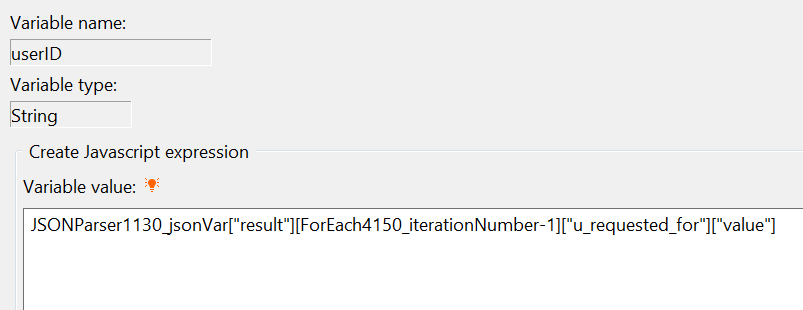 Variable name:
userID
Variable type:
String
Create Javascript expression
Variable value:
JSONParser1130_jsonVar["result"][ForEach4150_iterationNumber-1]["u_requested_for"]["value"]